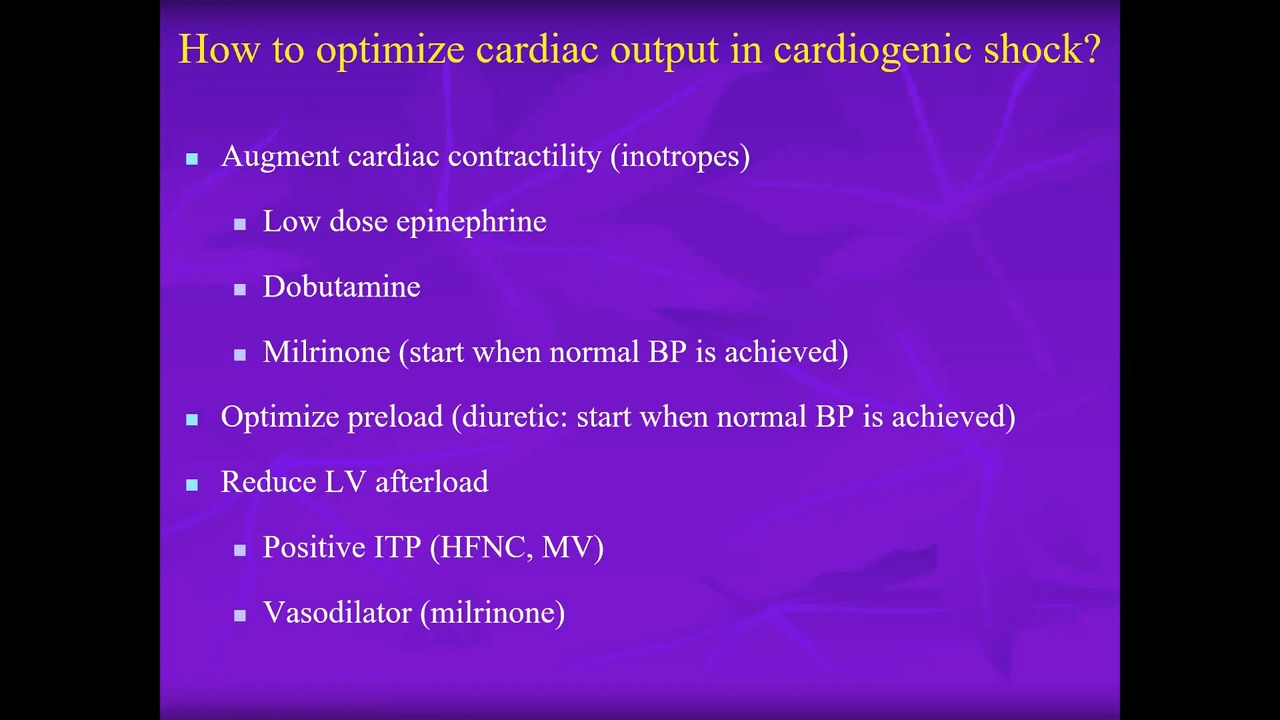 How to optimize cardiac output in cardiogenic shock?
Augment cardiac contractility (inotropes)
Low dose epinephrine
Dobutamine
Milrinone (start when normal BP is achieved)
Optimize preload (diuretic: start when normal BP is achieved)
Reduce LV afterload
Positive ITP (HFNC, MV)
Vasodilator (milrinone)